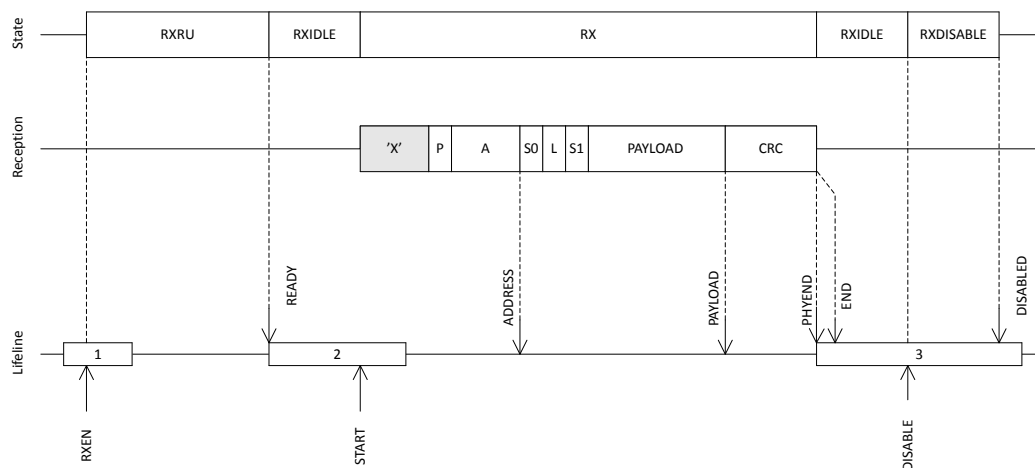 State
RXRU
RXIDLE
RX
RXIDLE
RXDISABLE
Reception
'X'
P
A
S0
L
S1
PAYLOAD
CRC
READY
ADDRESS
PAYLOAD
PHYEND
END
DISABLED
Lifeline
1
2
3
RXEN
START
DISABLE